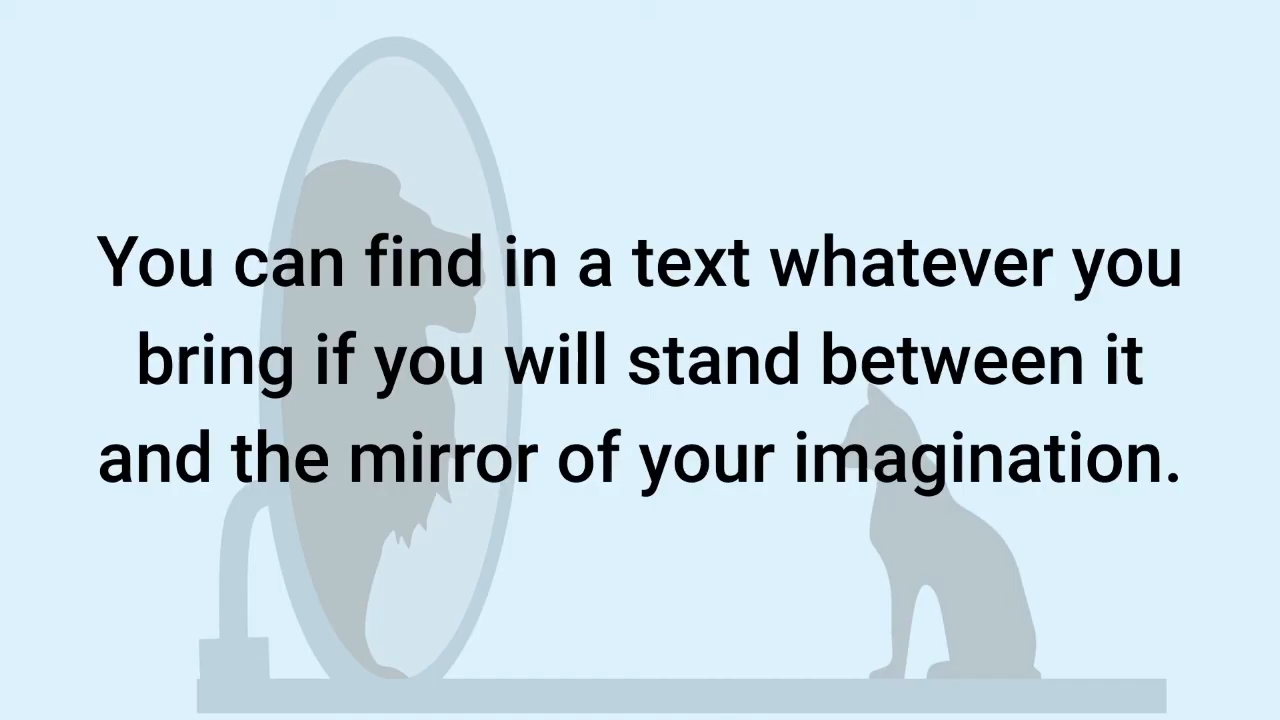 You can find in a text whatever you
bring if you will stand between it
and the mirror of your imagination.